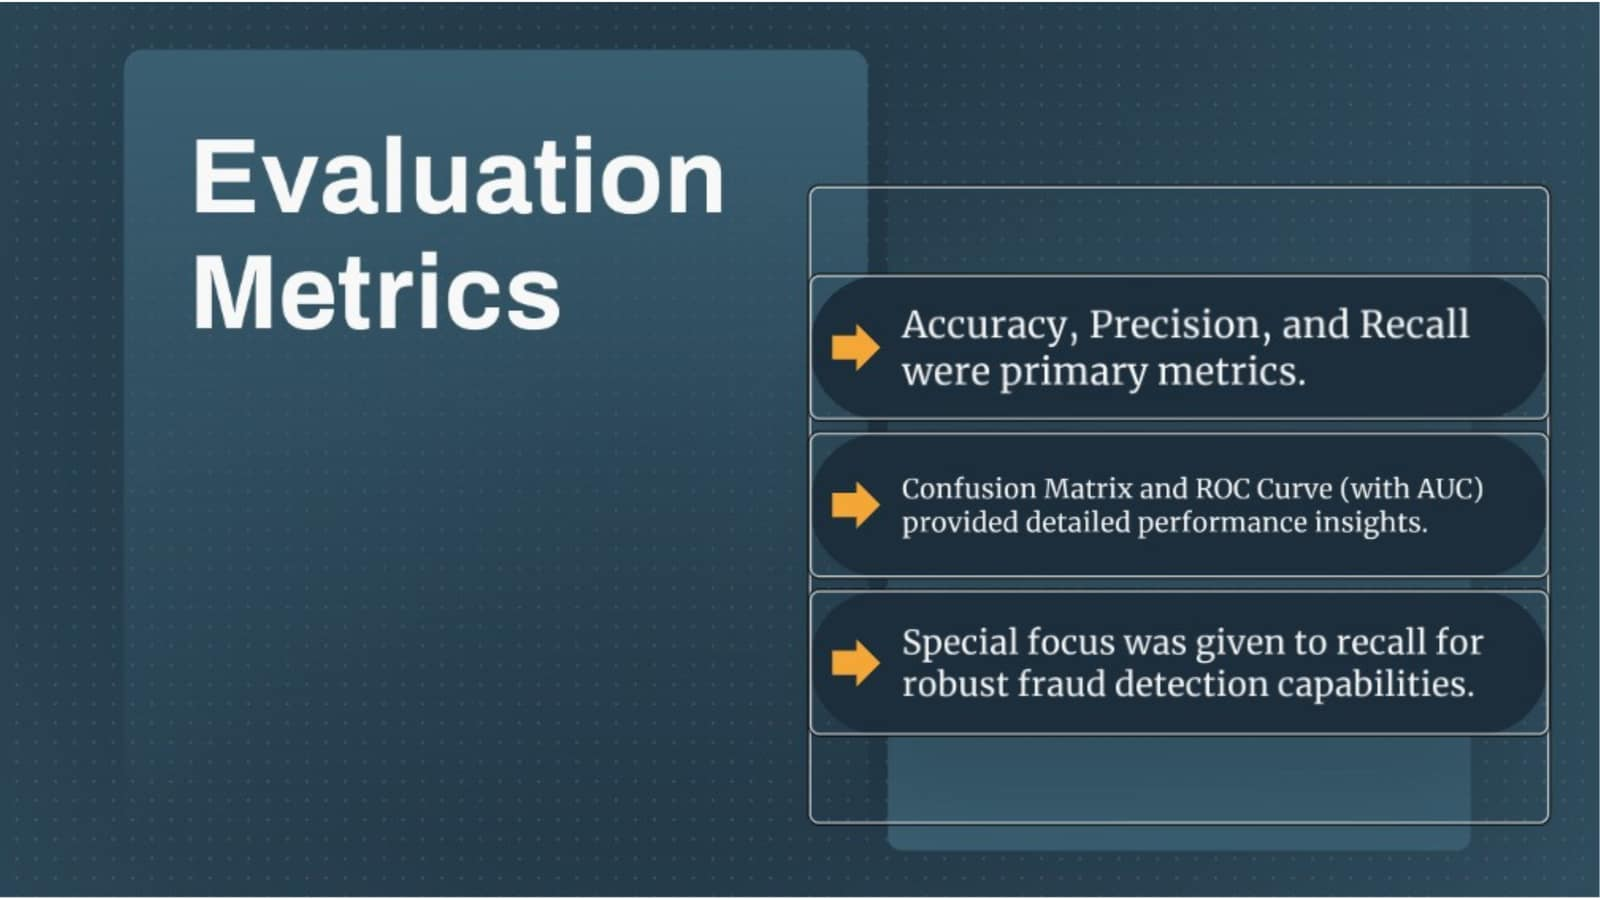 Evaluation
Metrics
Accuracy, Precision, and Recall
were primary metrics.
Confusion Matrix and ROC Curve (with AUC)
provided detailed performance insights.
Special focus was given to recall for
robust fraud detection capabilities.